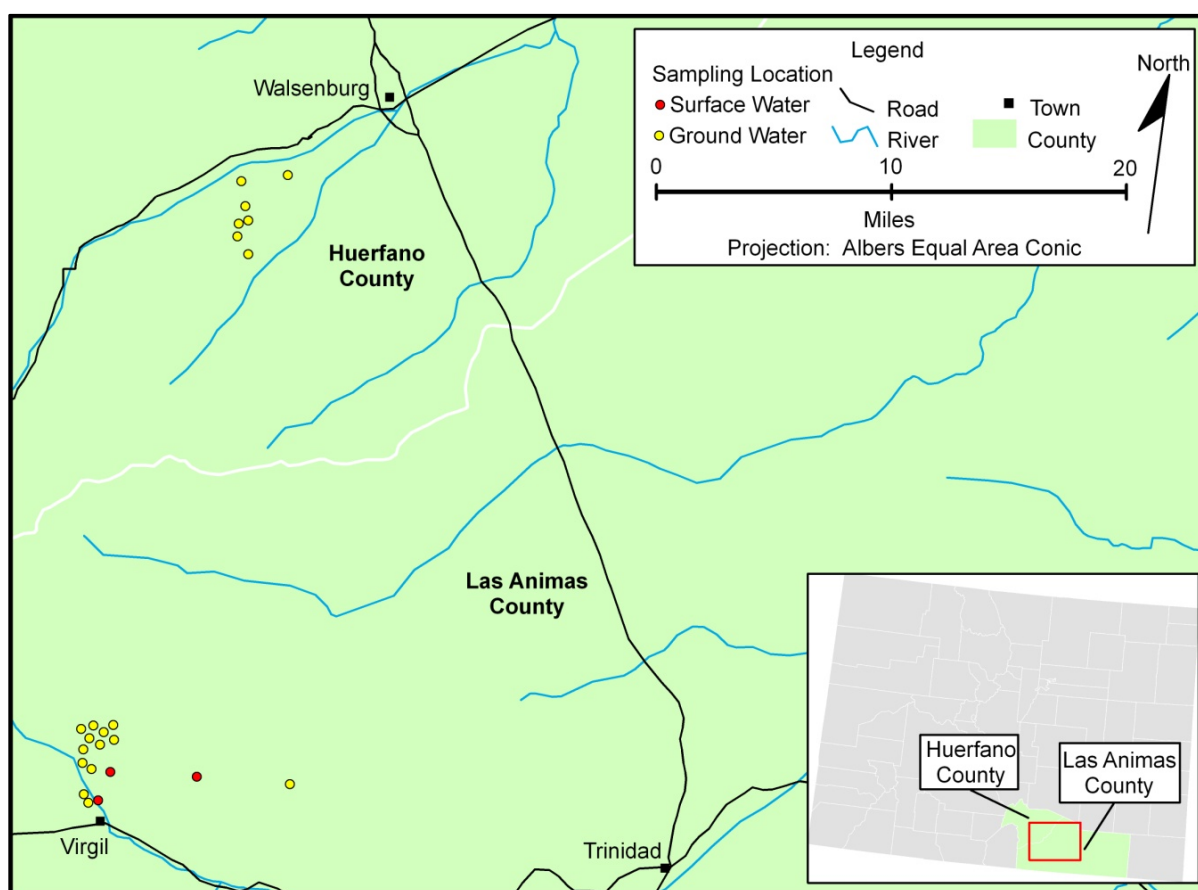 Legend
Sampling Location
Surface Water
Ground Water
Road
River
Town
County
North
0 10 20
Miles
Projection: Albers Equal Area Conic
Walsenburg
Huerfano
County
Las Animas
County
Virgil
Trinidad
Huerfano
County
Las Animas
County